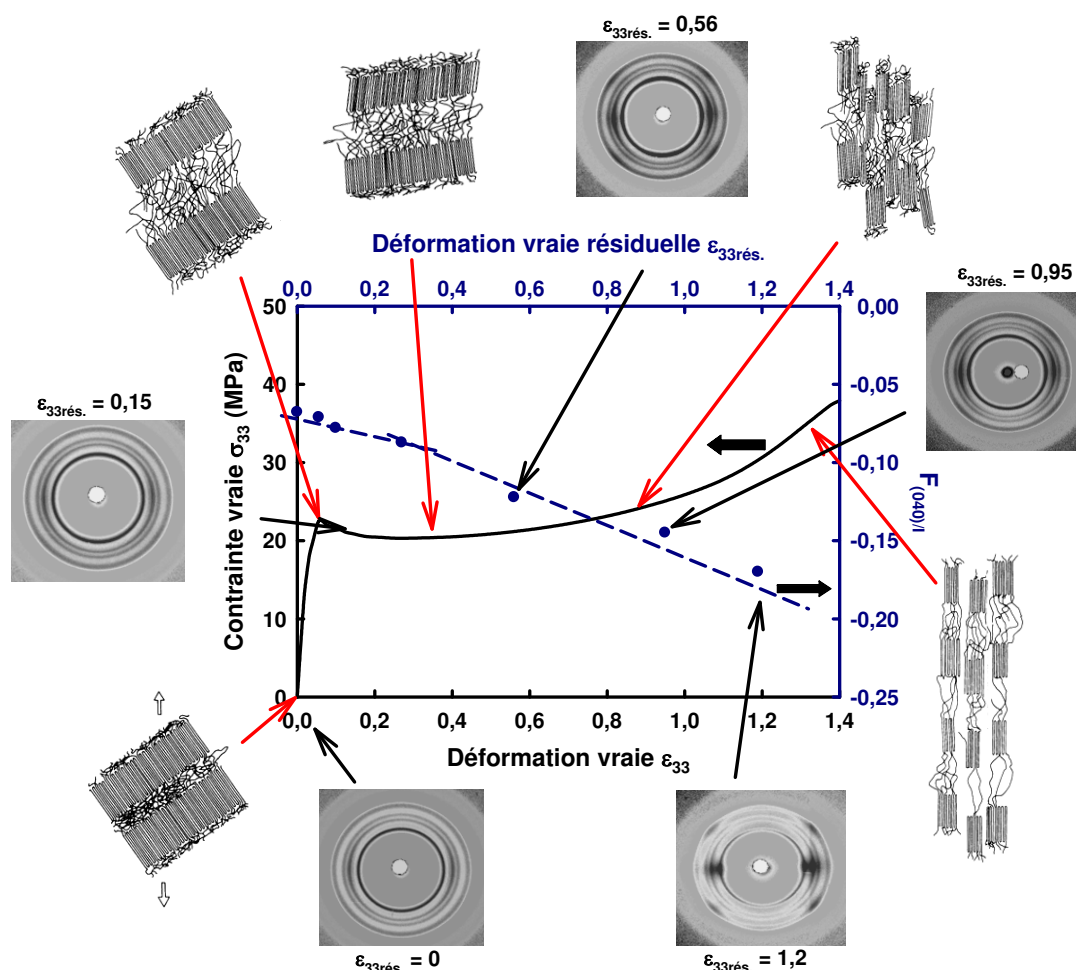 ε33rés. = 0,56
Déformation vraie résiduelle ε33rés.
0,0 0,2 0,4 0,6 0,8 1,0 1,2 1,4
ε33rés. = 0,95
ε33rés. = 0,15
50
40
30
20
10
0
Contrainte vraie σ33 (MPa)
0,00
-0,05
-0,10
-0,15
-0,20
-0,25
F(040)/l
0,0 0,2 0,4 0,6 0,8 1,0 1,2 1,4
Déformation vraie ε33
ε33rés. = 0
ε33rés. = 1,2